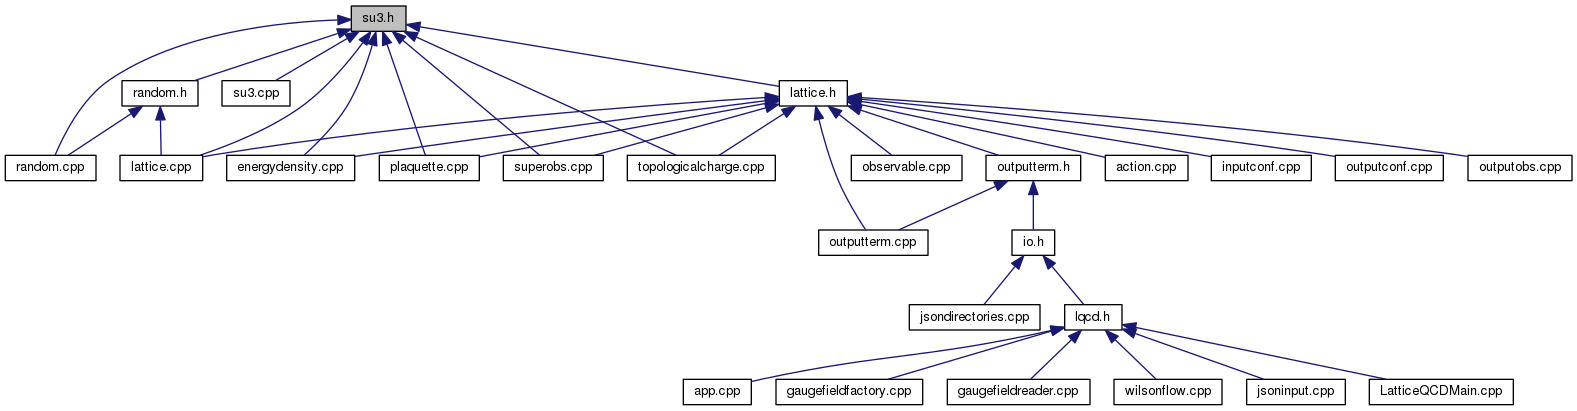 su3.h
random.h
su3.cpp
lattice.h
random.cpp
lattice.cpp
energydensity.cpp
plaquette.cpp
superobs.cpp
topologicalcharge.cpp
observable.cpp
outputterm.h
action.cpp
inputconf.cpp
outputconf.cpp
outputobs.cpp
outputterm.cpp
io.h
jsondirectories.cpp
lqcd.h
app.cpp
gaugefieldfactory.cpp
gaugefieldreader.cpp
wilsonflow.cpp
jsoninput.cpp
LatticeQCDMain.cpp